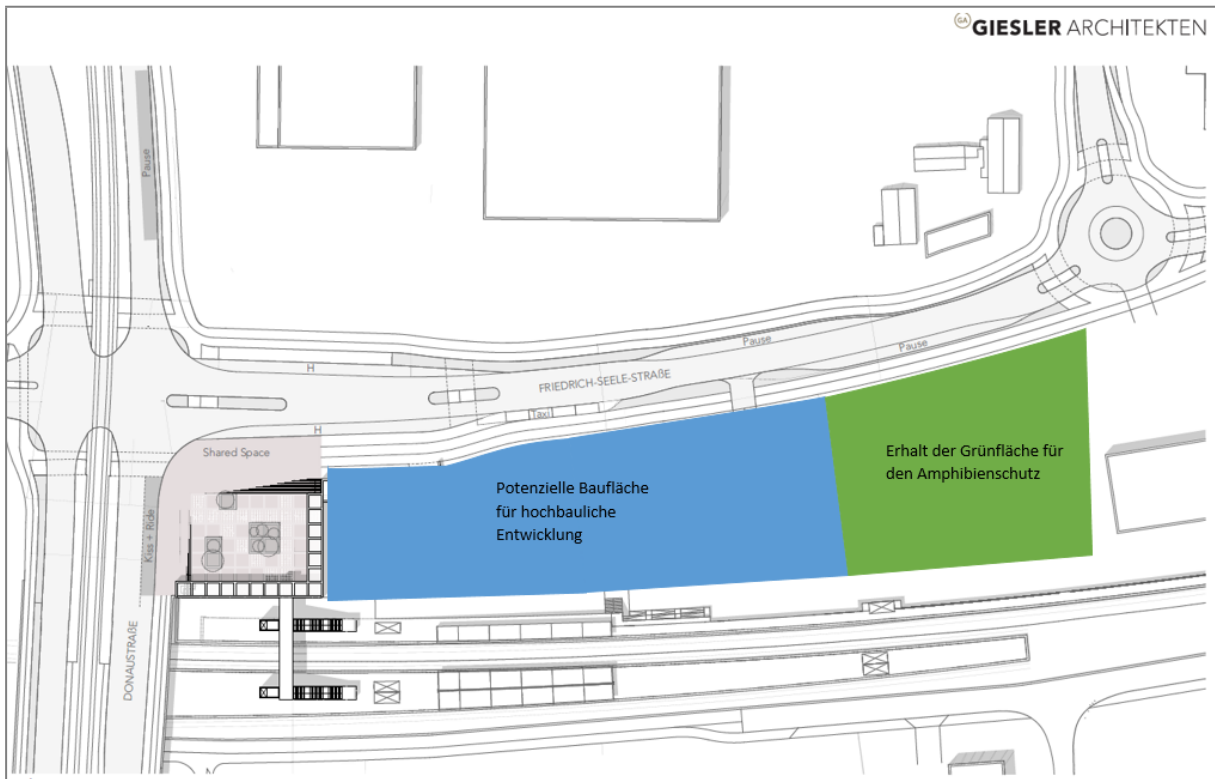 GA GIESLER ARCHITEKTEN
Pause
H
Pause
Pause
FRIEDRICH-SEELE-STRAßE
Taxi
H
Shared Space
Kiss + Ride
Potenzielle Baufläche
für hochbauliche
Entwicklung
Erhalt der Grünfläche für
den Amphibienschutz
DONAUSTRAßE